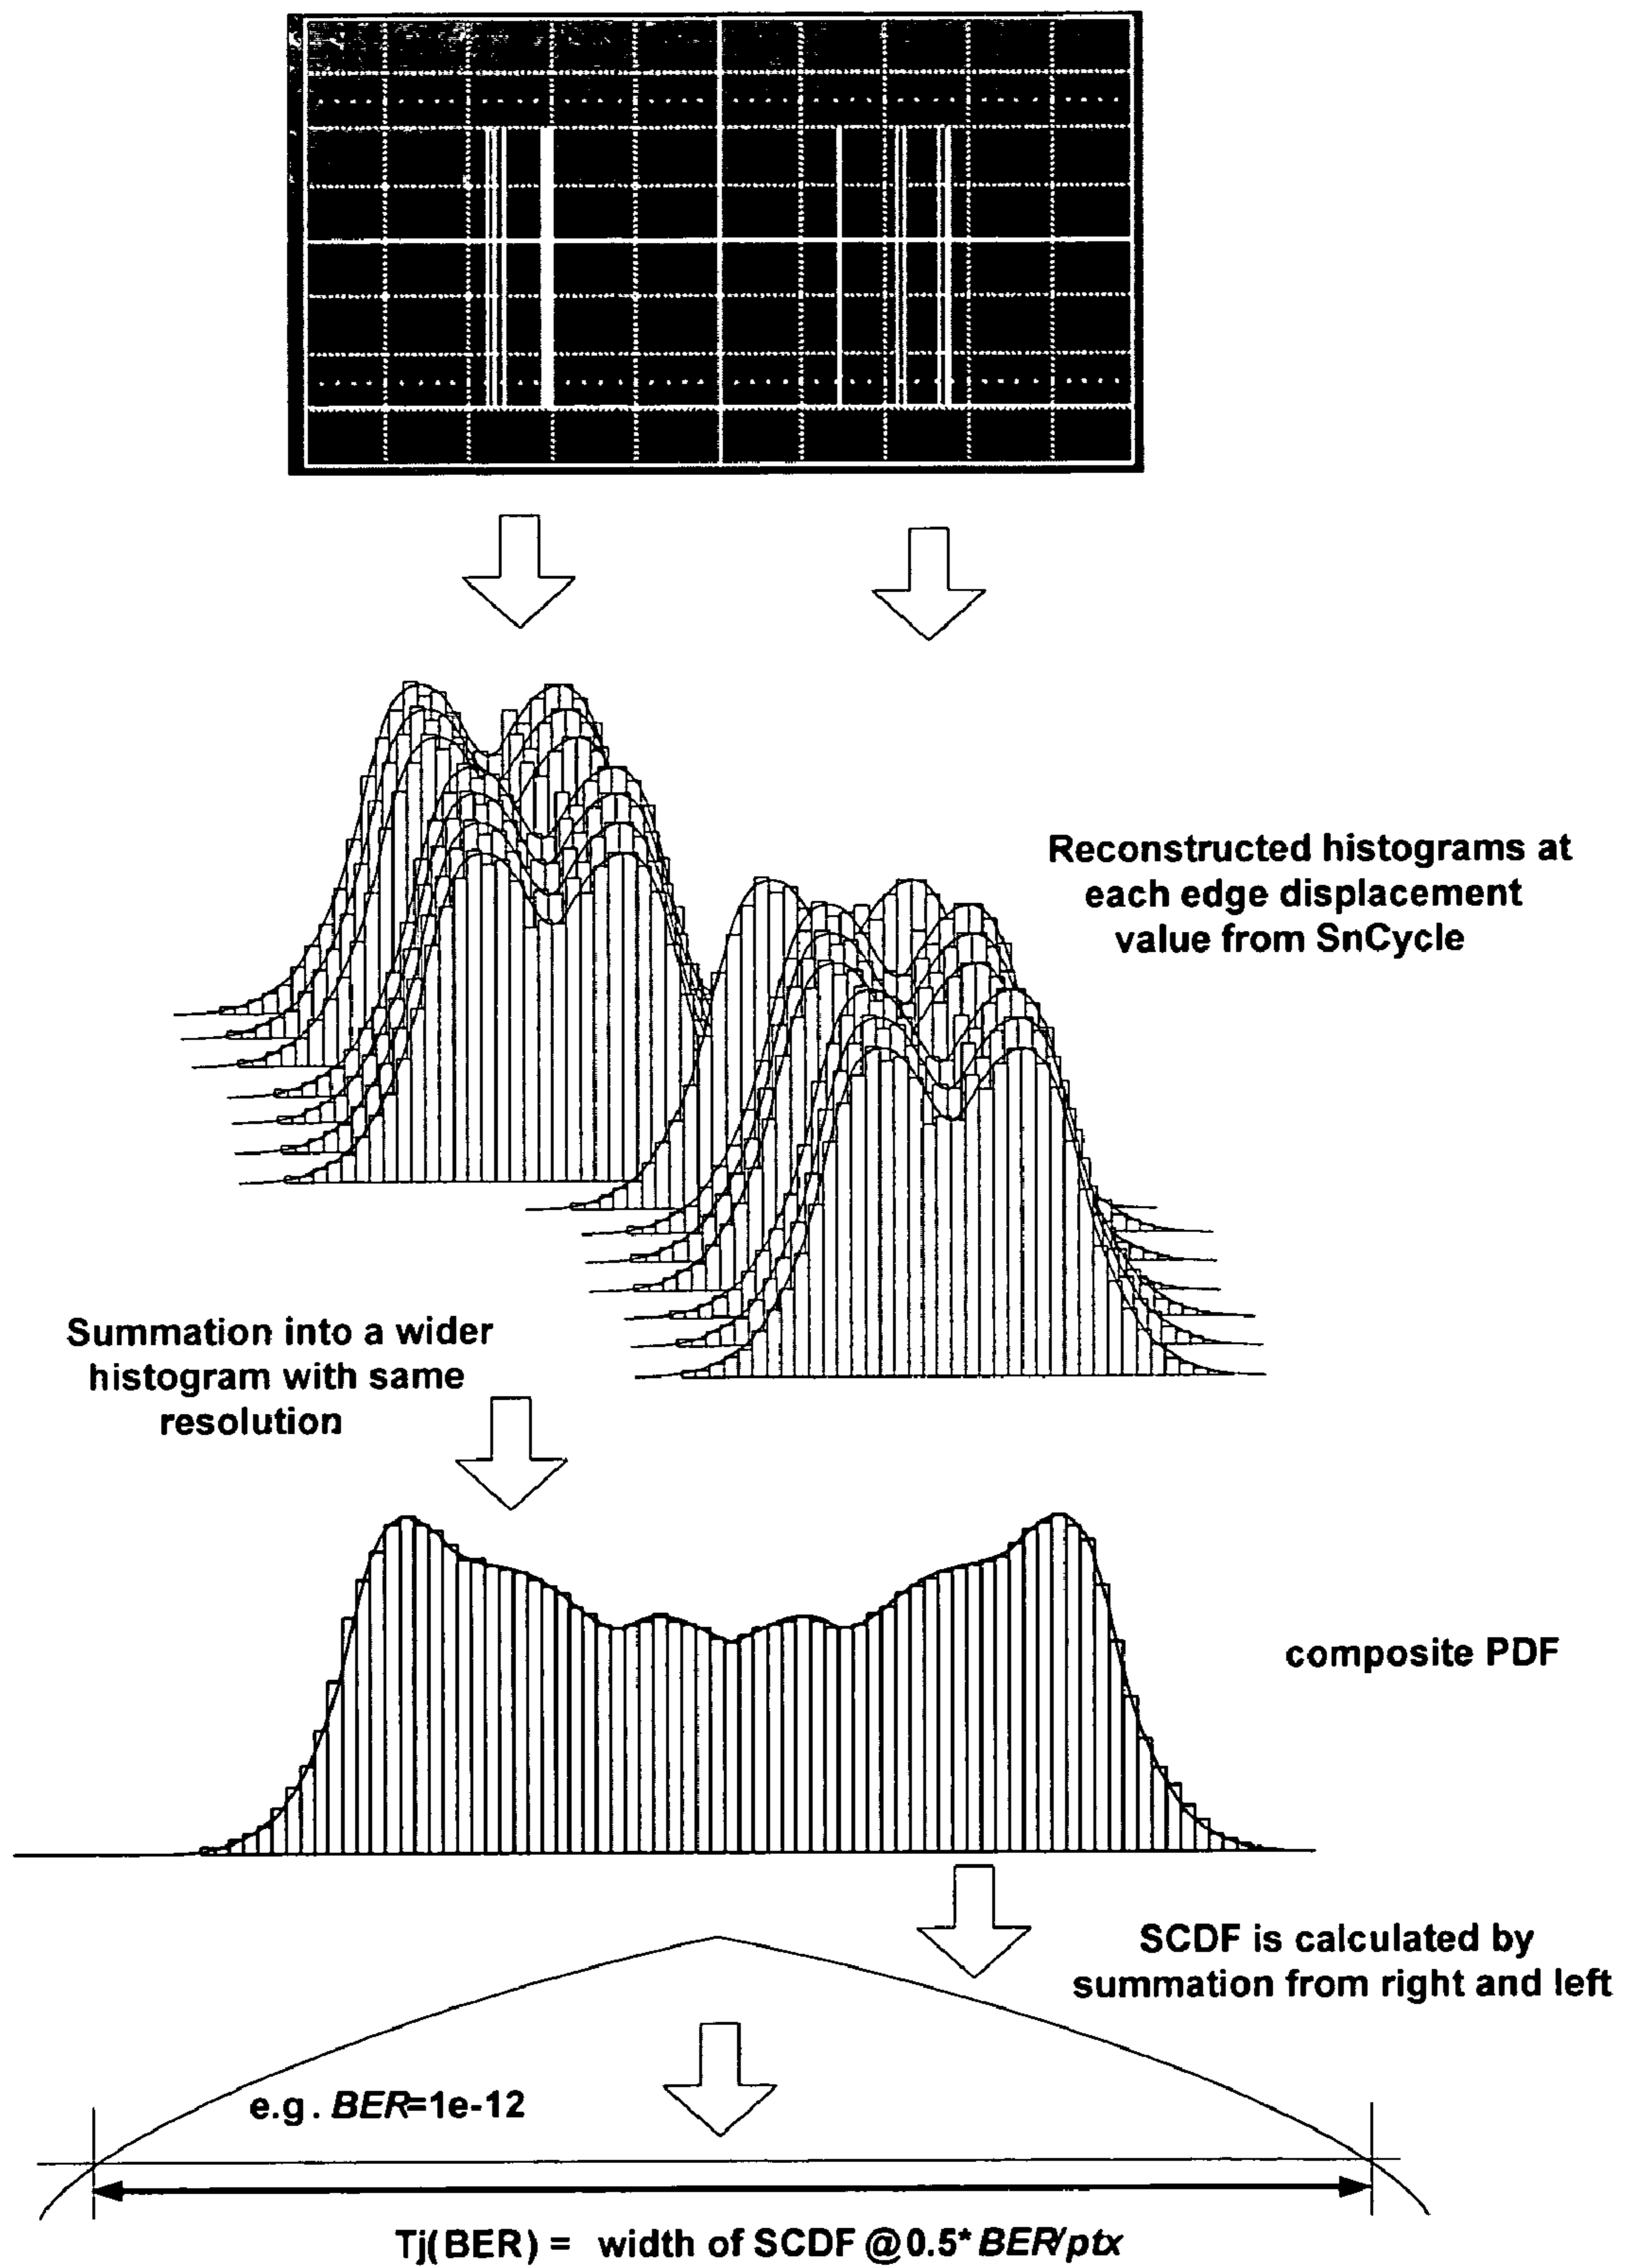 Reconstructed histograms at
each edge displacement
value from SnCycle
Summation into a wider
histogram with same
resolution
composite PDF
SCDF is calculated by
summation from right and left
e.g. BER=1e-12
Tj(BER) = width of SCDF @0.5* BER/ptx